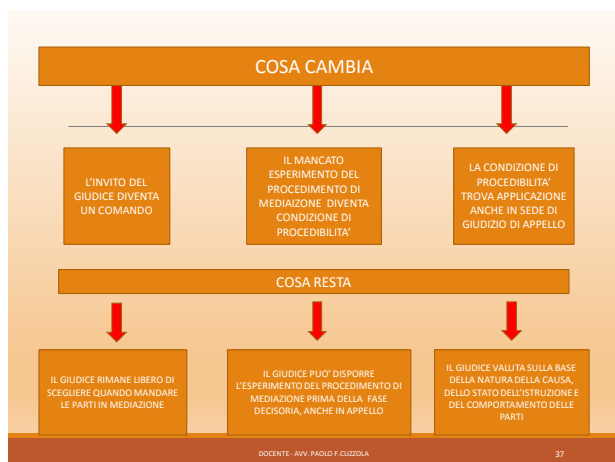 COSA CAMBIA
L'INVITO DEL
GIUDICE DIVENTA
UN COMANDO
IL MANCATO
ESPERIMENTO DEL
PROCEDIMENTO DI
MEDIAIZONE DIVENTA
CONDIZIONE DI
PROCEDIBILITA'
LA CONDIZIONE DI
PROCEDIBILITA'
TROVA APPLICAZIONE
ANCHE IN SEDE DI
GIUDIZIO DI APPELLO
COSA RESTA
IL GIUDICE RIMANE LIBERO DI
SCEGLIERE QUANDO MANDARE
LE PARTI IN MEDIAZIONE
IL GIUDICE PUO' DISPORRE
L'ESPERIMENTO DEL PROCEDIMENTO DI
MEDIAZIONE PRIMA DELLA FASE
DECISORIA, ANCHE IN APPELLO
IL GIUDICE VALUTA SULLA BASE
DELLA NATURA DELLA CAUSA,
DELLO STATO DELL'ISTRUZIONE E
DEL COMPORTAMENTO DELLE
PARTI
DOCENTE - AVV. PAOLO F.CUZZOLA
37